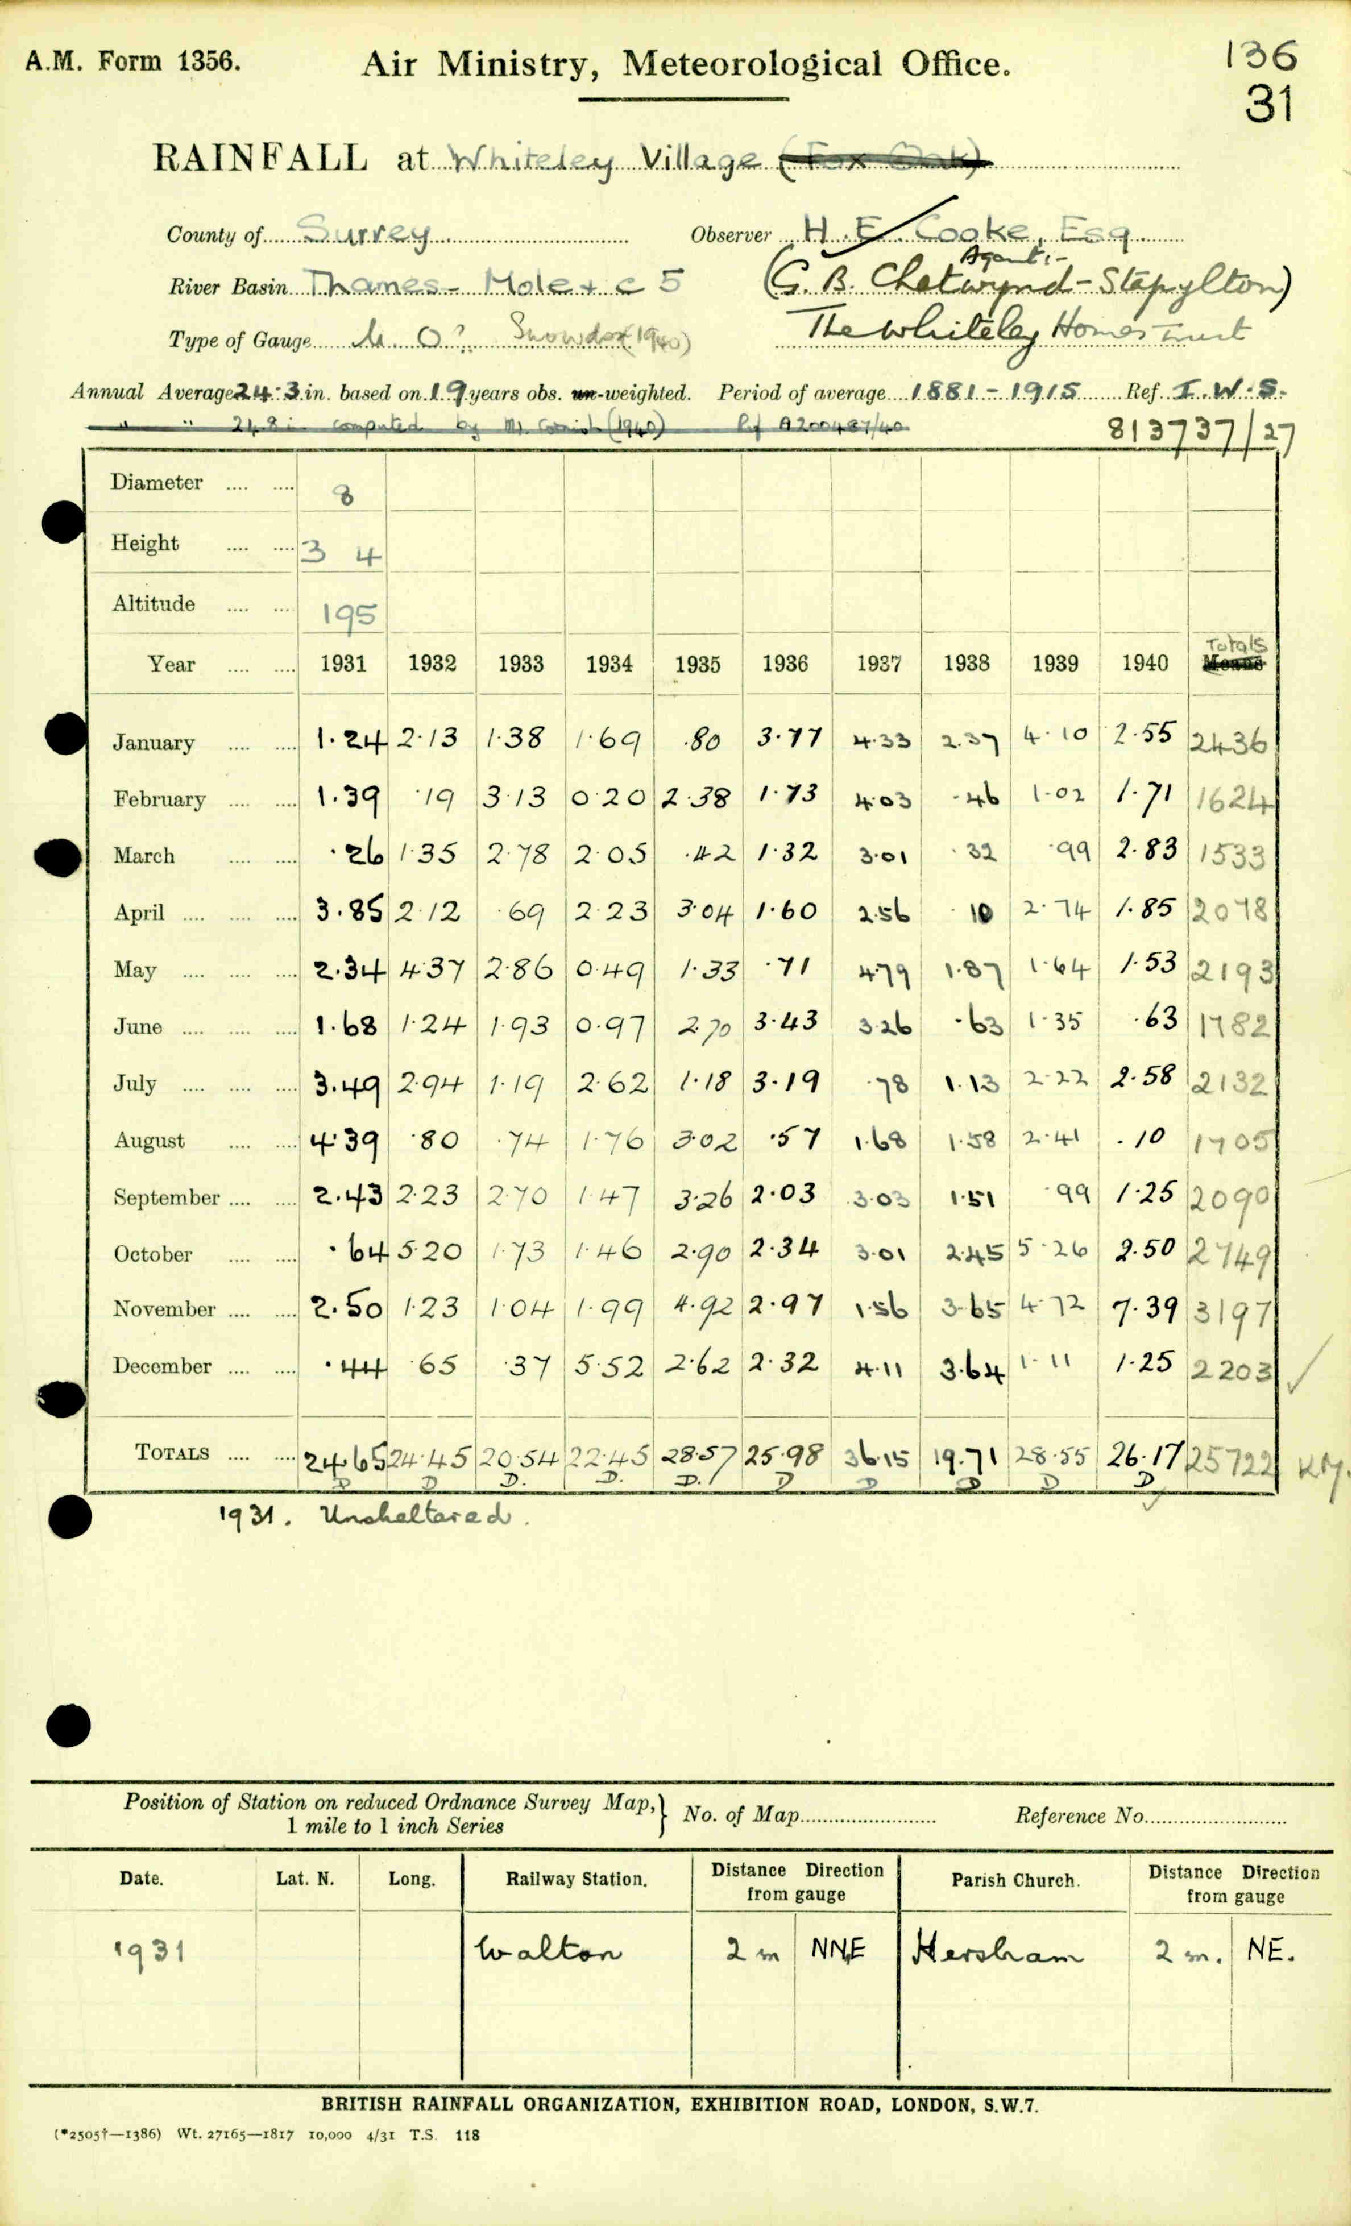 A.M. Form 1356.
Air Ministry, Meteorological Office.
136
31
RAINFALL at Whiteley Village (Fox Oak)
County of Surrey
Observer H. E. Cooke, Esq
River Basin Thames - Mole + c 5
Agent:-
(G. B. Chetwynd-Stapylton)
Type of Gauge M. O? Snowdon (1940)
The Whiteley Homes Trust
Annual Average 24.3 in. based on 19 years obs. un-weighted. Period of average 1881-1915 Ref. I.W.S.
" " 24.8 in computed by Mr. Cornish (1940) Ref A200487/40
813737/27
Diameter 8
Height 3 4
Altitude 195
Totals
Year 1931 1932 1933 1934 1935 1936 1937 1938 1939 1940 Means
January 1.24 2.13 1.38 1.69 .80 3.77 4.33 2.37 4.10 2.55 2436
February 1.39 .19 3.13 0.20 2.38 1.73 4.03 .46 1.02 1.71 1624
March .26 1.35 2.78 2.05 .42 1.32 3.01 .32 .99 2.83 1533
April 3.85 2.12 .69 2.23 3.04 1.60 2.56 .10 2.74 1.85 2078
May 2.34 4.37 2.86 0.49 1.33 .71 4.79 1.87 1.64 1.53 2193
June 1.68 1.24 1.93 0.97 2.70 3.43 3.26 .63 1.35 .63 1782
July 3.49 2.94 1.19 2.62 1.18 3.19 .78 1.13 2.22 2.58 2132
August 4.39 .80 .74 1.76 3.02 .57 1.68 1.58 2.41 .10 1705
September 2.43 2.23 2.70 1.47 3.26 2.03 3.03 1.51 .99 1.25 2090
October .64 5.20 1.73 1.46 2.90 2.34 3.01 2.45 5.26 2.50 2749
November 2.50 1.23 1.04 1.99 4.92 2.97 1.56 3.65 4.72 7.39 3197
December .44 .65 .37 5.52 2.62 2.32 4.11 3.64 1.11 1.25 2203
TOTALS 24.65 24.45 20.54 22.45 28.57 25.98 36.15 19.71 28.55 26.17 25722
D D D. D. D. D D D D D
1931. Unsheltered.
Position of Station on reduced Ordnance Survey Map,
1 mile to 1 inch Series
No. of Map
Reference No.
Date. Lat. N. Long. Railway Station. Distance Direction from gauge Parish Church. Distance Direction from gauge
1931 Walton 2 m NNE Hersham 2 m. NE.
BRITISH RAINFALL ORGANIZATION, EXHIBITION ROAD, LONDON, S.W.7.
(*2505†—1386) Wt. 27165—1817 10,000 4/31 T.S. 118